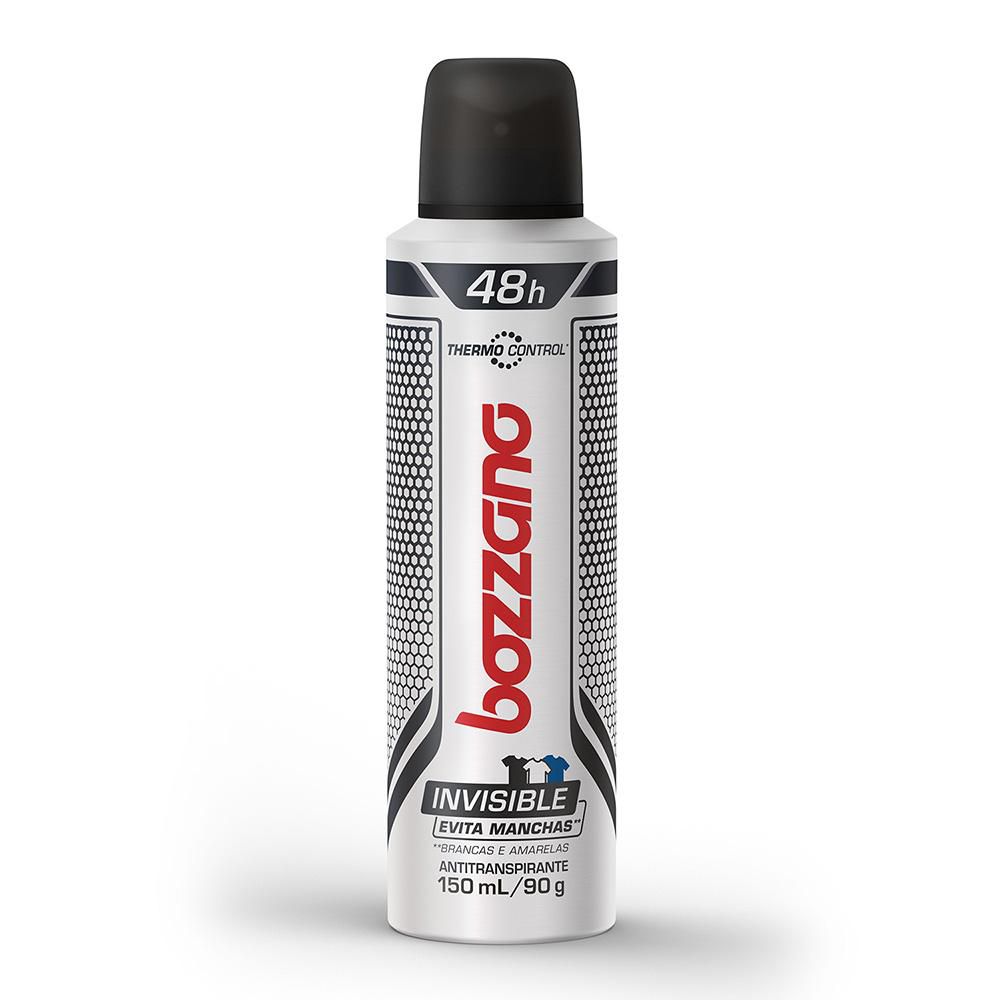 48h
THERMO CONTROL*
bozzano
INVISIBLE
EVITA MANCHAS**
**BRANCAS E AMARELAS
ANTITRANSPIRANTE
150 mL/90 g